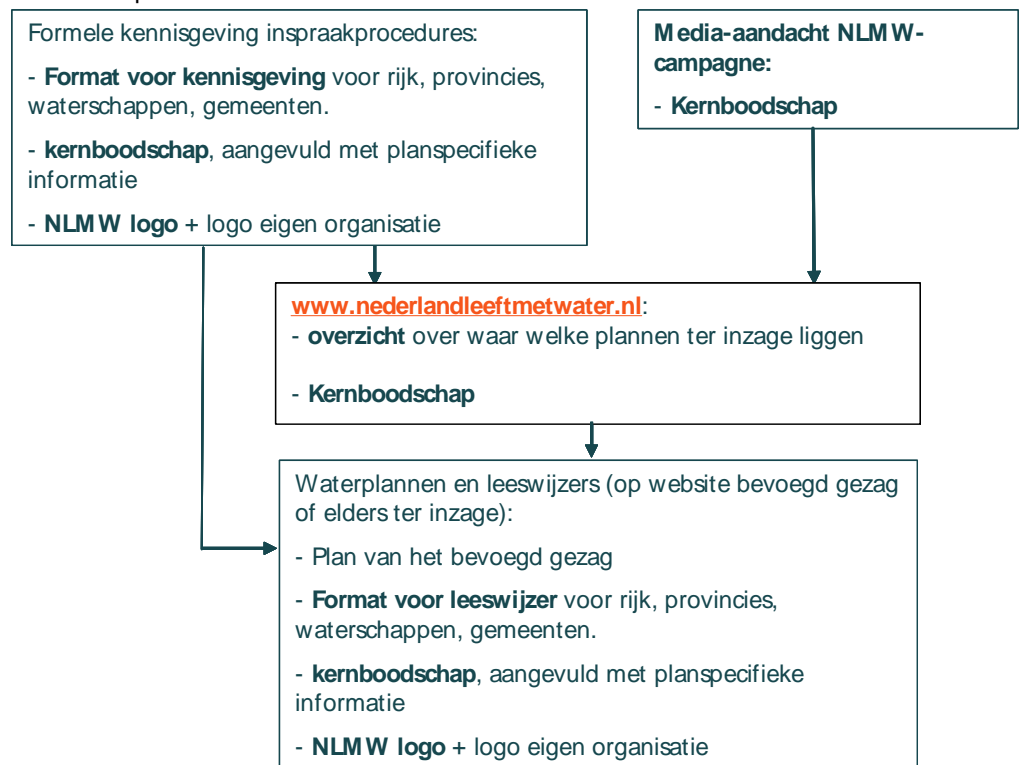 Formele kennisgeving inspraakprocedures:
- Format voor kennisgeving voor rijk, provincies,
waterschappen, gemeenten.
- kernboodschap, aangevuld met planspecifieke
informatie
- NLMW logo + logo eigen organisatie
Media-aandacht NLMW-
campagne:
- Kernboodschap
www.nederlandleeftmetwater.nl:
- overzicht over waar welke plannen ter inzage liggen
- Kernboodschap
Waterplannen en leeswijzers (op website bevoegd gezag
of elders ter inzage):
- Plan van het bevoegd gezag
- Format voor leeswijzer voor rijk, provincies,
waterschappen, gemeenten.
- kernboodschap, aangevuld met planspecifieke
informatie
- NLMW logo + logo eigen organisatie